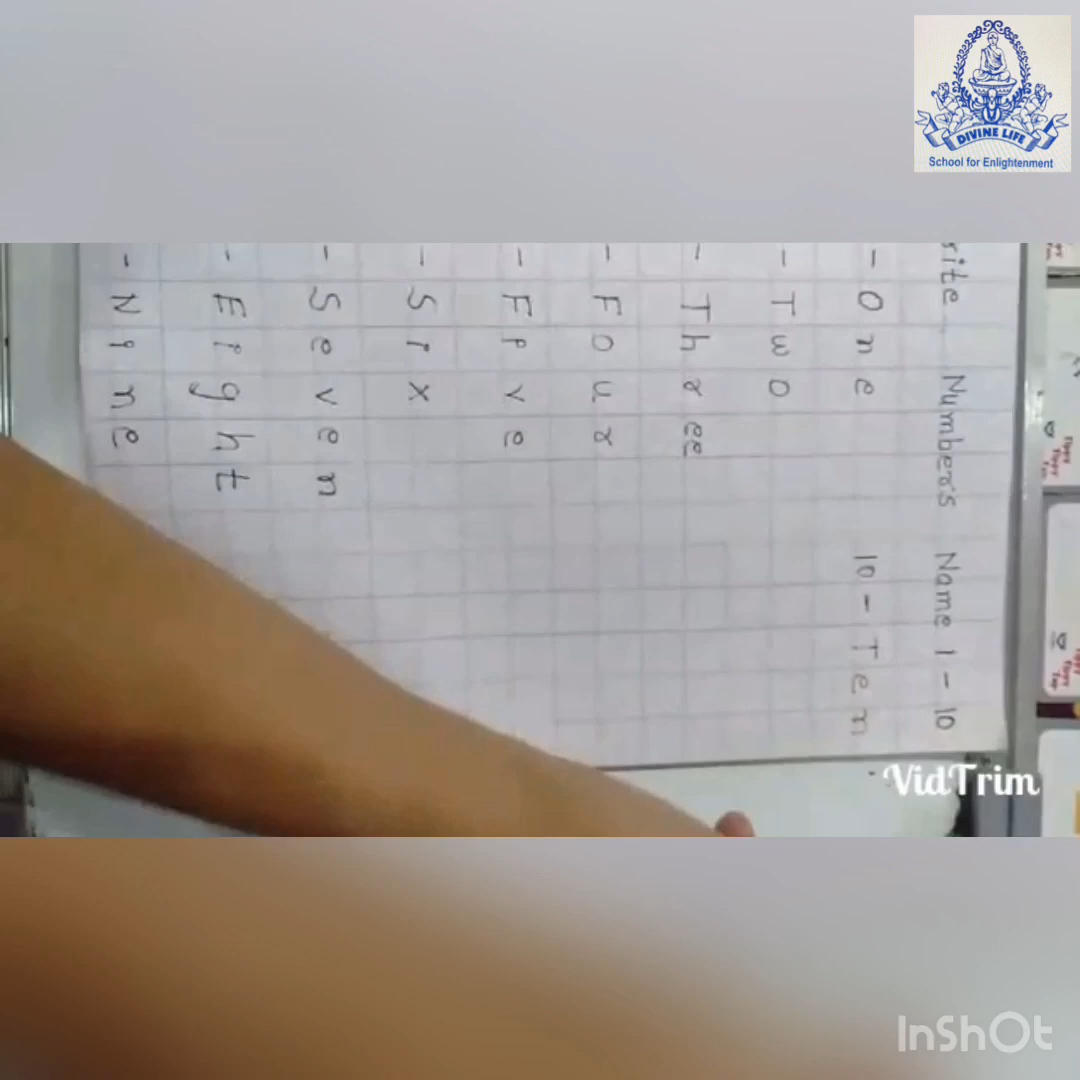 DIVINE LIFE
School for Enlightenment
rite Numbers Name 1 - 10
- One
10 - Ten
- Two
- Three
- Four
- Five
- Six
- Seven
- Eight
- Nine
VidTrim
InShOt